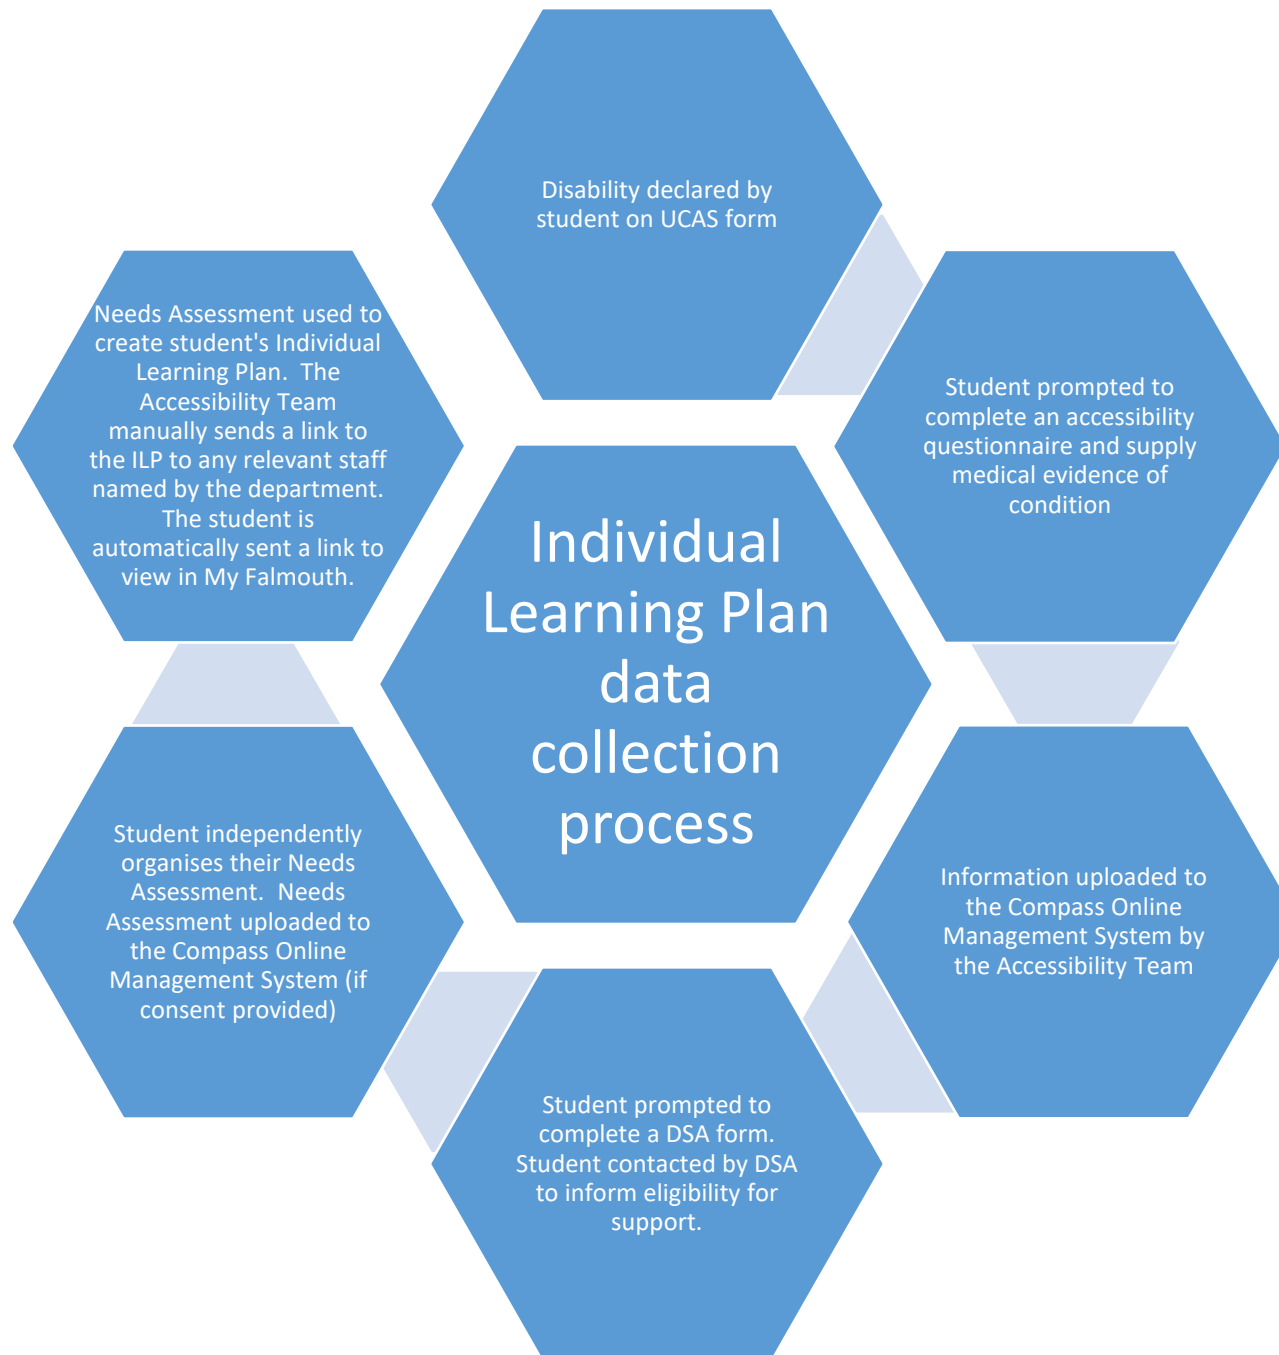 Disability declared by
student on UCAS form
Student prompted to
complete an accessibility
questionnaire and supply
medical evidence of
condition
Information uploaded to
the Compass Online
Management System by
the Accessibility Team
Student prompted to
complete a DSA form.
Student contacted by DSA
to inform eligibility for
support.
Student independently
organises their Needs
Assessment.  Needs
Assessment uploaded to
the Compass Online
Management System (if
consent provided)
Needs Assessment used to
create student's Individual
Learning Plan.  The
Accessibility Team
manually sends a link to
the ILP to any relevant staff
named by the department.
The student is
automatically sent a link to
view in My Falmouth.
Individual
Learning Plan
data
collection
process